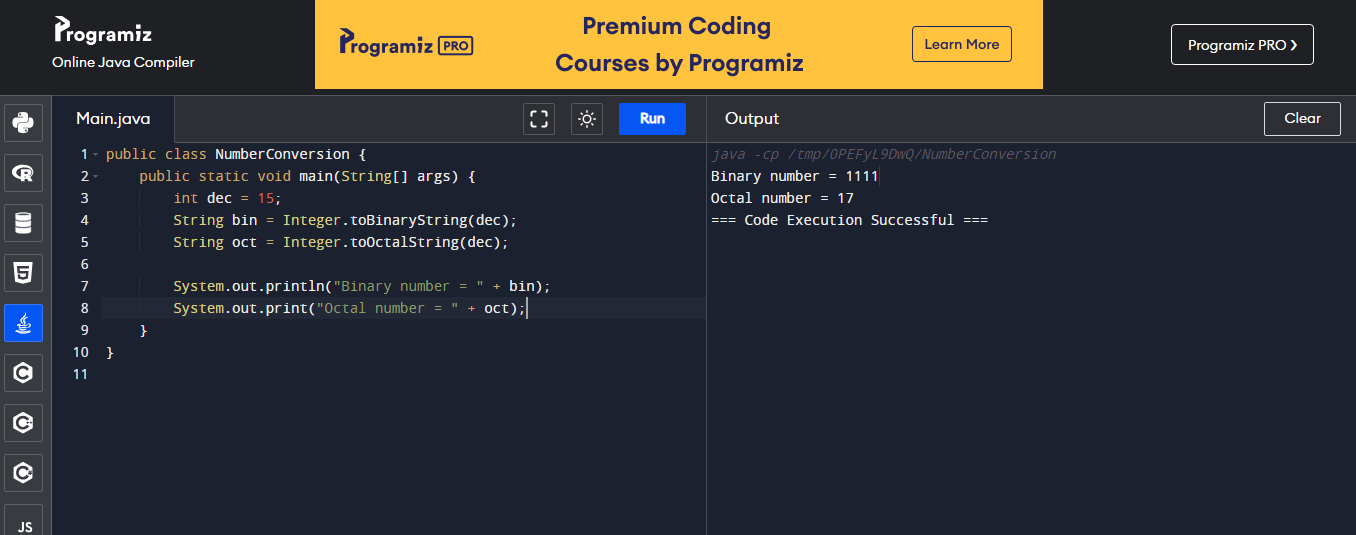 Programiz
Online Java Compiler
Programiz PRO
Premium Coding
Courses by Programiz
Learn More
Programiz PRO ❯
Main.java
Run
Output
Clear
1 public class NumberConversion {
2     public static void main(String[] args) {
3         int dec = 15;
4         String bin = Integer.toBinaryString(dec);
5         String oct = Integer.toOctalString(dec);
6
7         System.out.println("Binary number = " + bin);
8         System.out.print("Octal number = " + oct);
9     }
10 }
11
java -cp /tmp/OPEFyL9DwQ/NumberConversion
Binary number = 1111
Octal number = 17
=== Code Execution Successful ===
R
5
C
C
C
JS